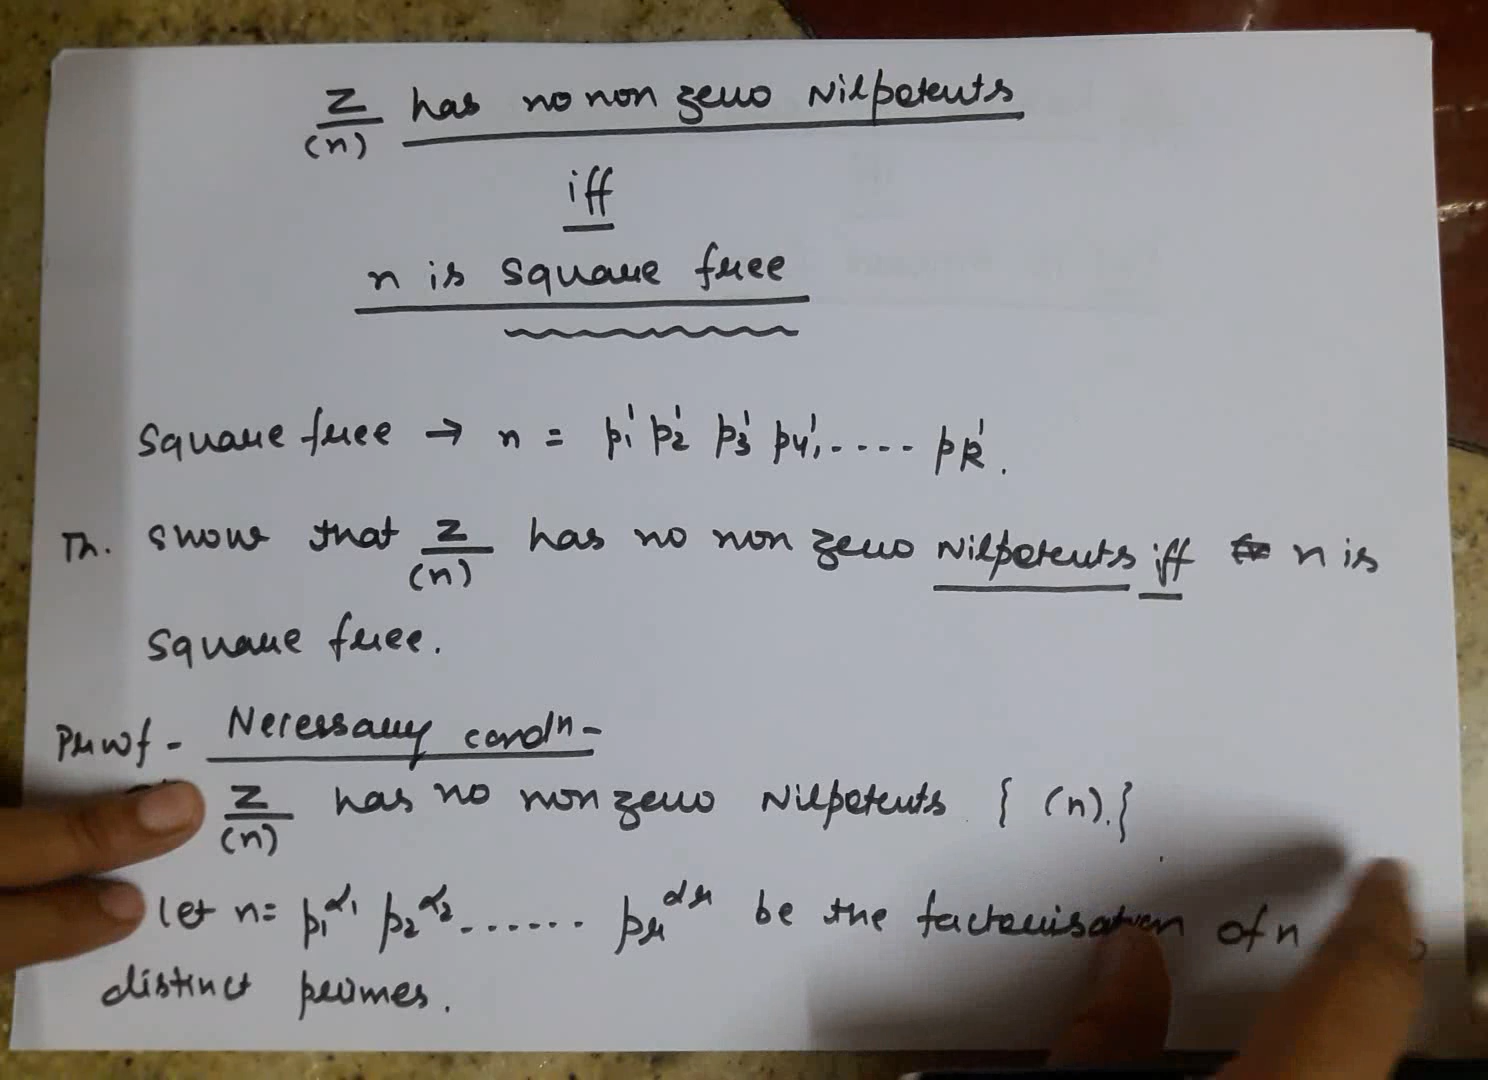 Z/(n) has no non zero Nilpotents
iff
n is square free
square free → n = p₁¹ p₂¹ p₃¹ p₄¹, ..... pₖ¹.
Th. show that Z/(n) has no non zero Nilpotents iff n is
square free.
Proof - Necessary condⁿ -
Z/(n) has no non zero Nilpotents { (n).}
let n = p₁^α₁ p₂^α₂ ...... pᵣ^αr be the factorisation of n
distinct primes.